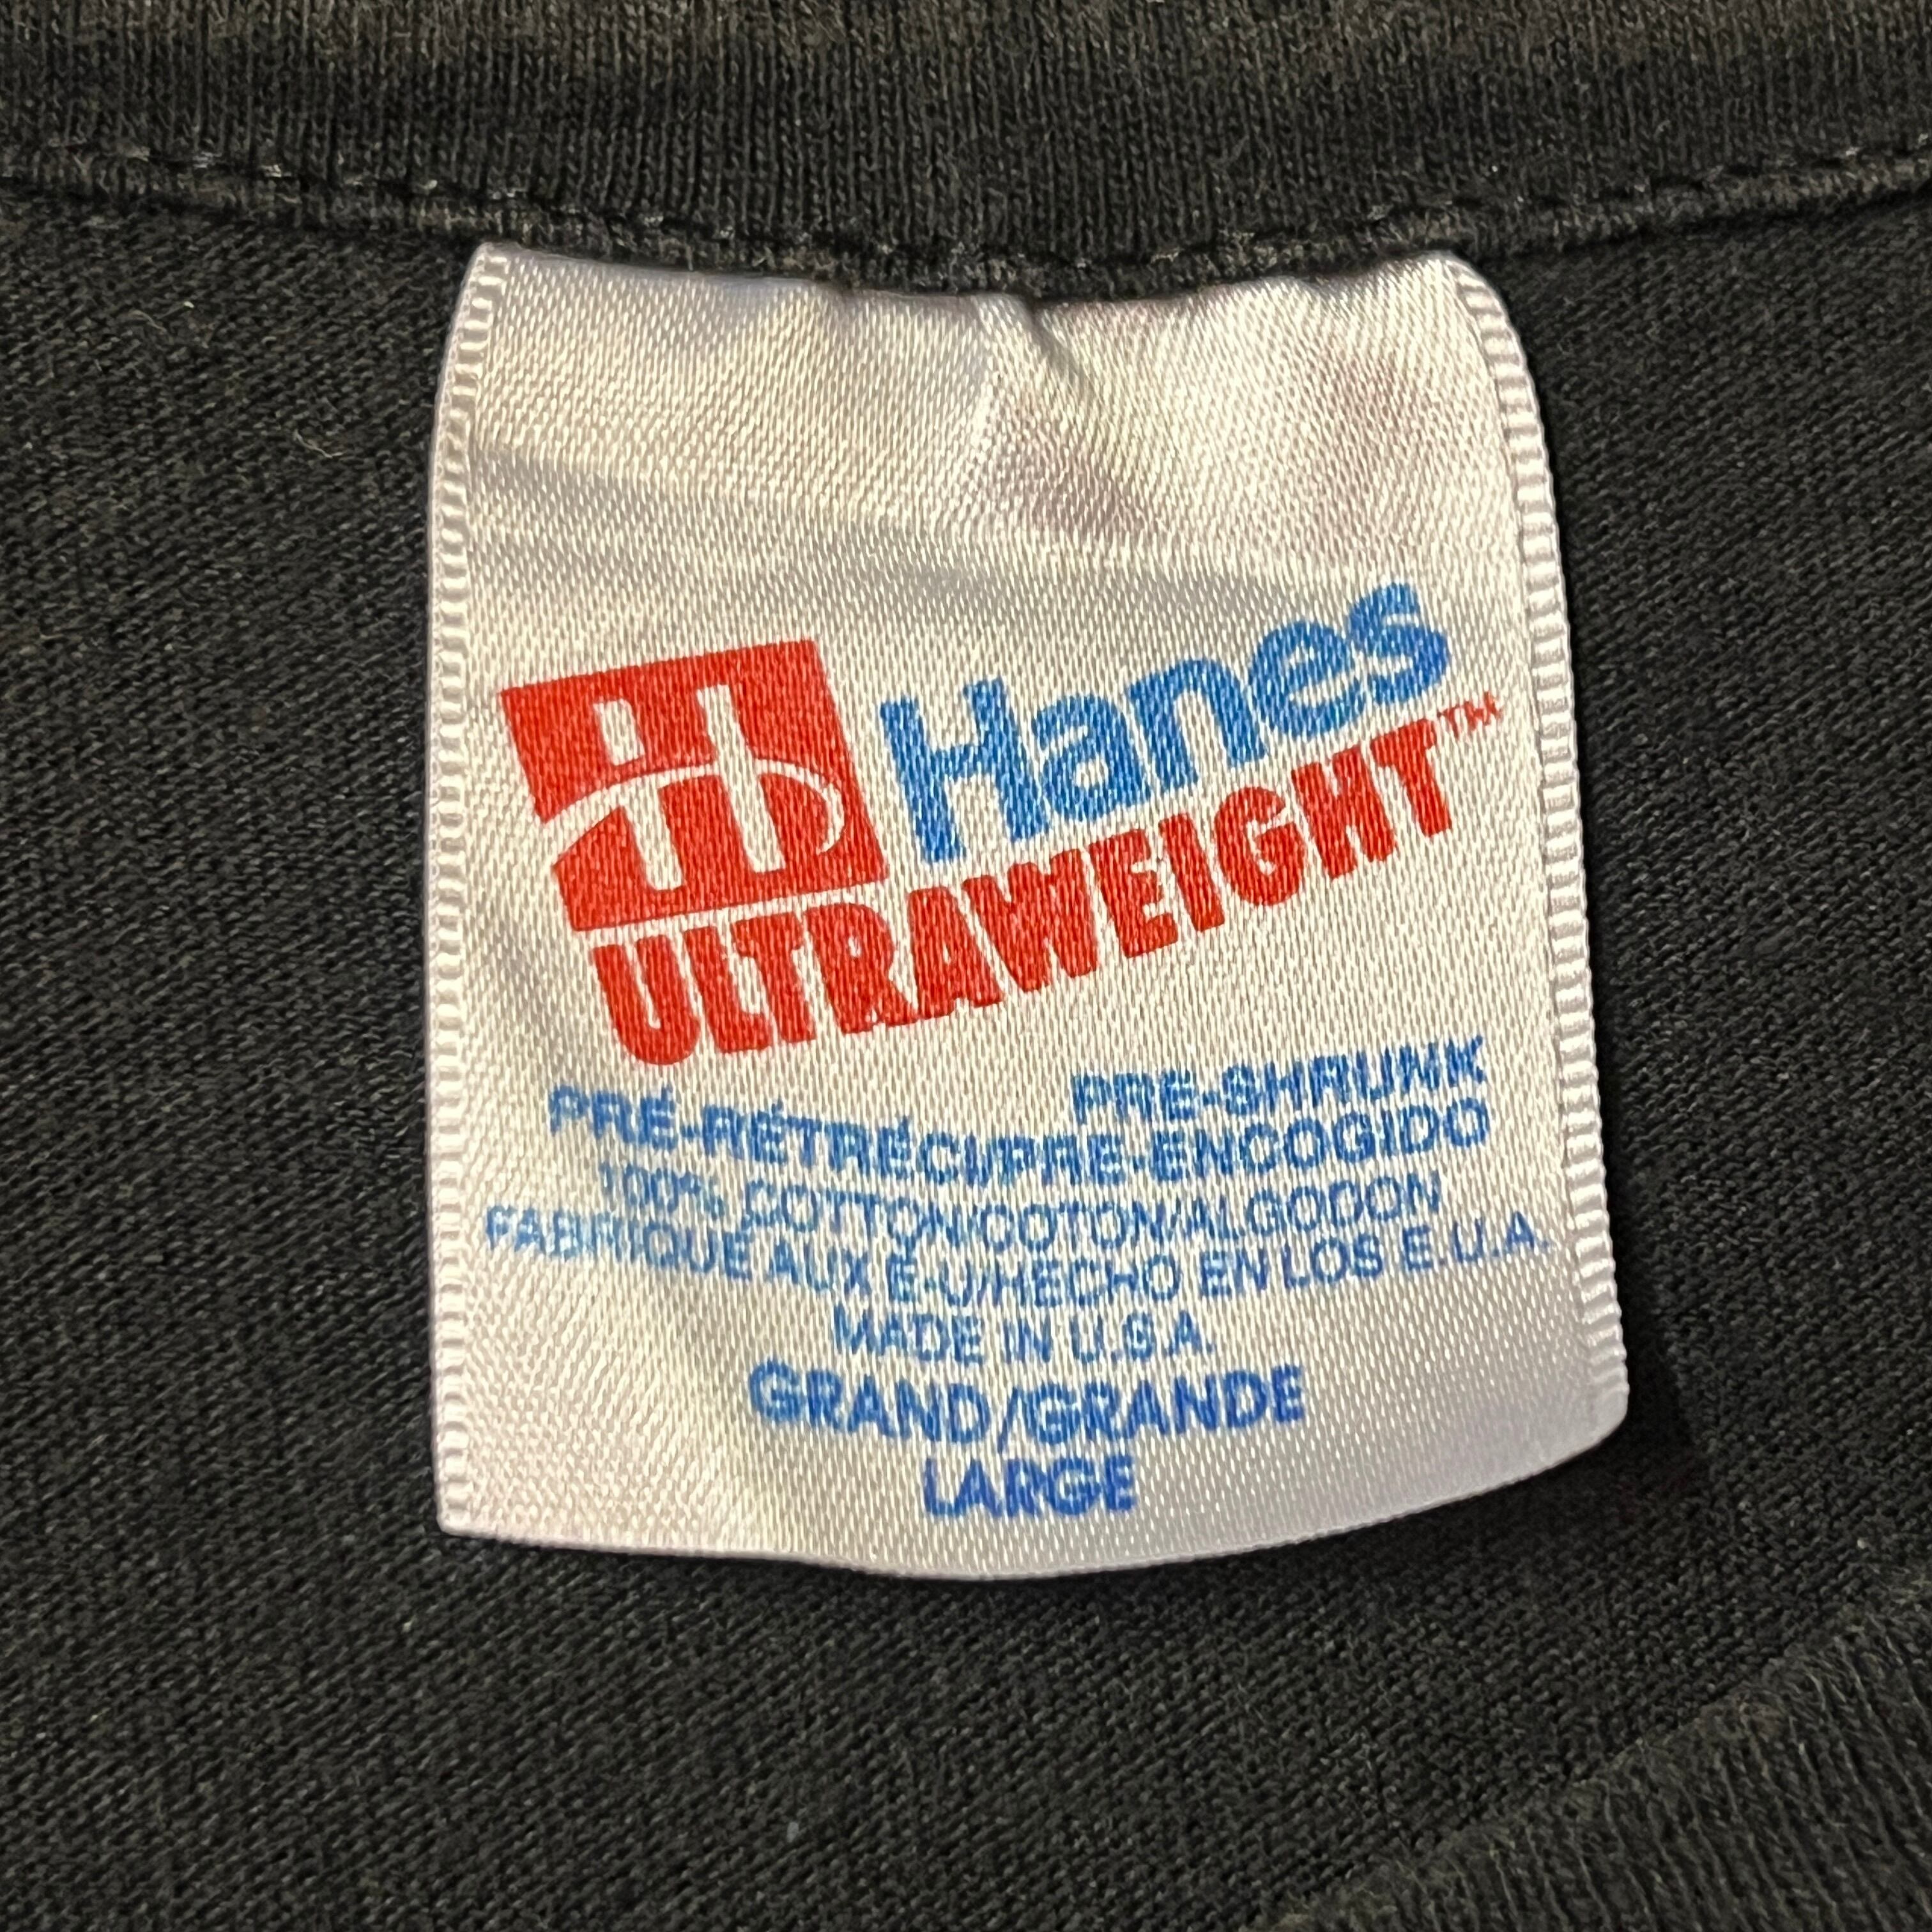 Hanes
ULTRAWEIGHT™
PRE-SHRUNK
PRÉ-RÉTRÉCI/PRE-ENCOGIDO
100% COTTON/COTON/ALGODON
FABRIQUÉ AUX É-U/HECHO EN LOS E.U.A.
MADE IN U.S.A.
GRAND/GRANDE
LARGE